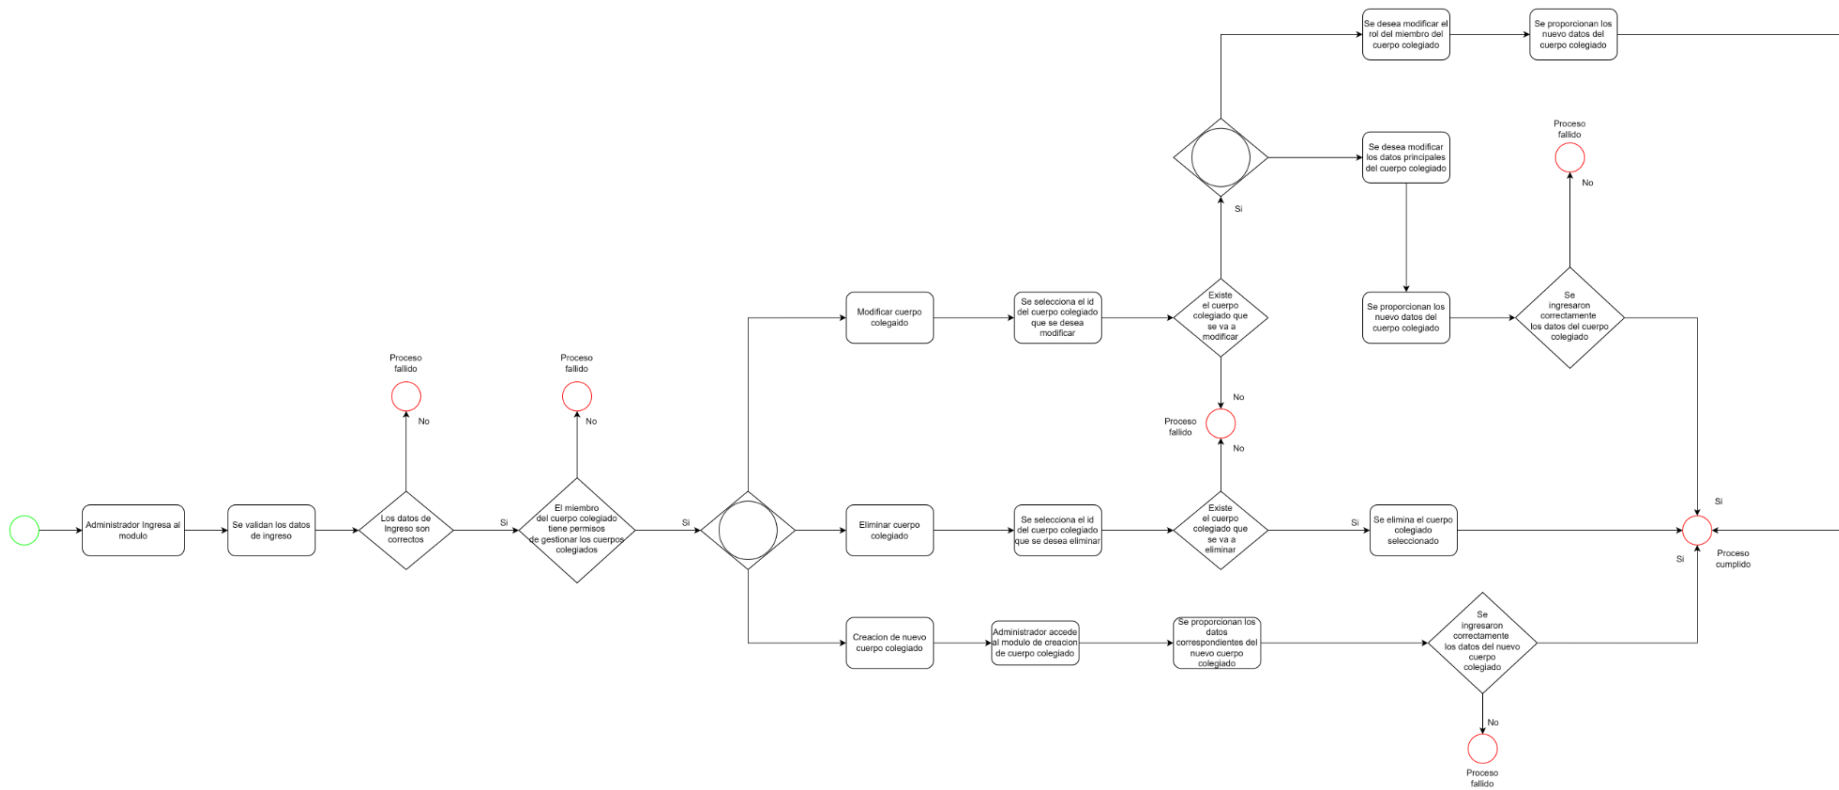 Se desea modificar el
rol del miembro del
cuerpo colegiado
Se proporcionan los
nuevo datos del
cuerpo colegiado
Se desea modificar
los datos principales
del cuerpo colegiado
Proceso
fallido
No
Si
Modificar cuerpo
colegaido
Se selecciona el id
del cuerpo colegiado
que se desea
modificar
Existe
el cuerpo
colegiado que
se va a
modificar
Se proporcionan los
nuevo datos del
cuerpo colegiado
Se
ingresaron
correctamente
los datos del cuerpo
colegiado
Proceso
fallido
No
Proceso
fallido
No
No
Proceso
fallido
No
Administrador Ingresa al
modulo
Se validan los datos
de ingreso
Los datos de
Ingreso son
correctos
Si
El miembro
del cuerpo colegiado
tiene permisos
de gestionar los cuerpos
colegiados
Si
Eliminar cuerpo
colegiado
Se selecciona el id
del cuerpo colegiado
que se desea eliminar
Existe
el cuerpo
colegiado que
se va a
eliminar
Si
Se elimina el cuerpo
colegiado
seleccionado
Si
Si
Proceso
cumplido
Creacion de nuevo
cuerpo colegiado
Administrador accede
al modulo de creacion
de cuerpo colegiado
Se proporcionan los
datos
correspondientes del
nuevo cuerpo
colegiado
Se
ingresaron
correctamente
los datos del nuevo
cuerpo
colegiado
No
Proceso
fallido